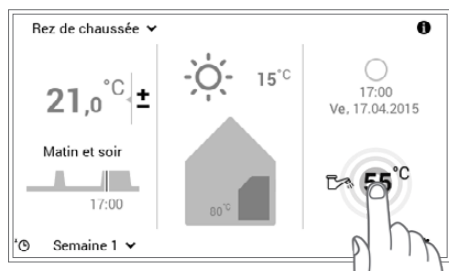 Rez de chaussée
21,0 °C ±
Matin et soir
17:00
Semaine 1
15°C
80°C
17:00
Ve, 17.04.2015
55°C